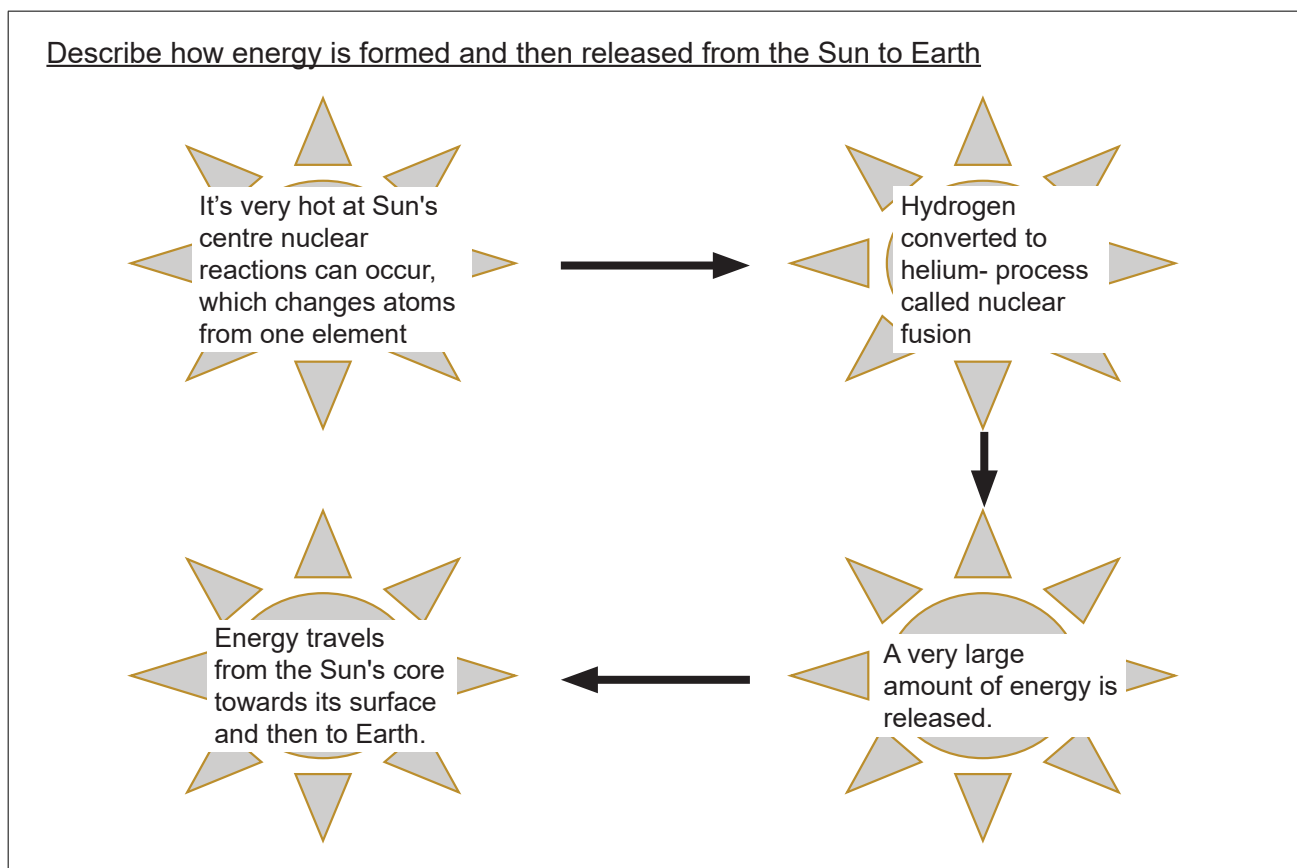 Describe how energy is formed and then released from the Sun to Earth
It’s very hot at Sun's
centre nuclear
reactions can occur,
which changes atoms
from one element
Hydrogen
converted to
helium- process
called nuclear
fusion
A very large
amount of energy is
released.
Energy travels
from the Sun's core
towards its surface
and then to Earth.